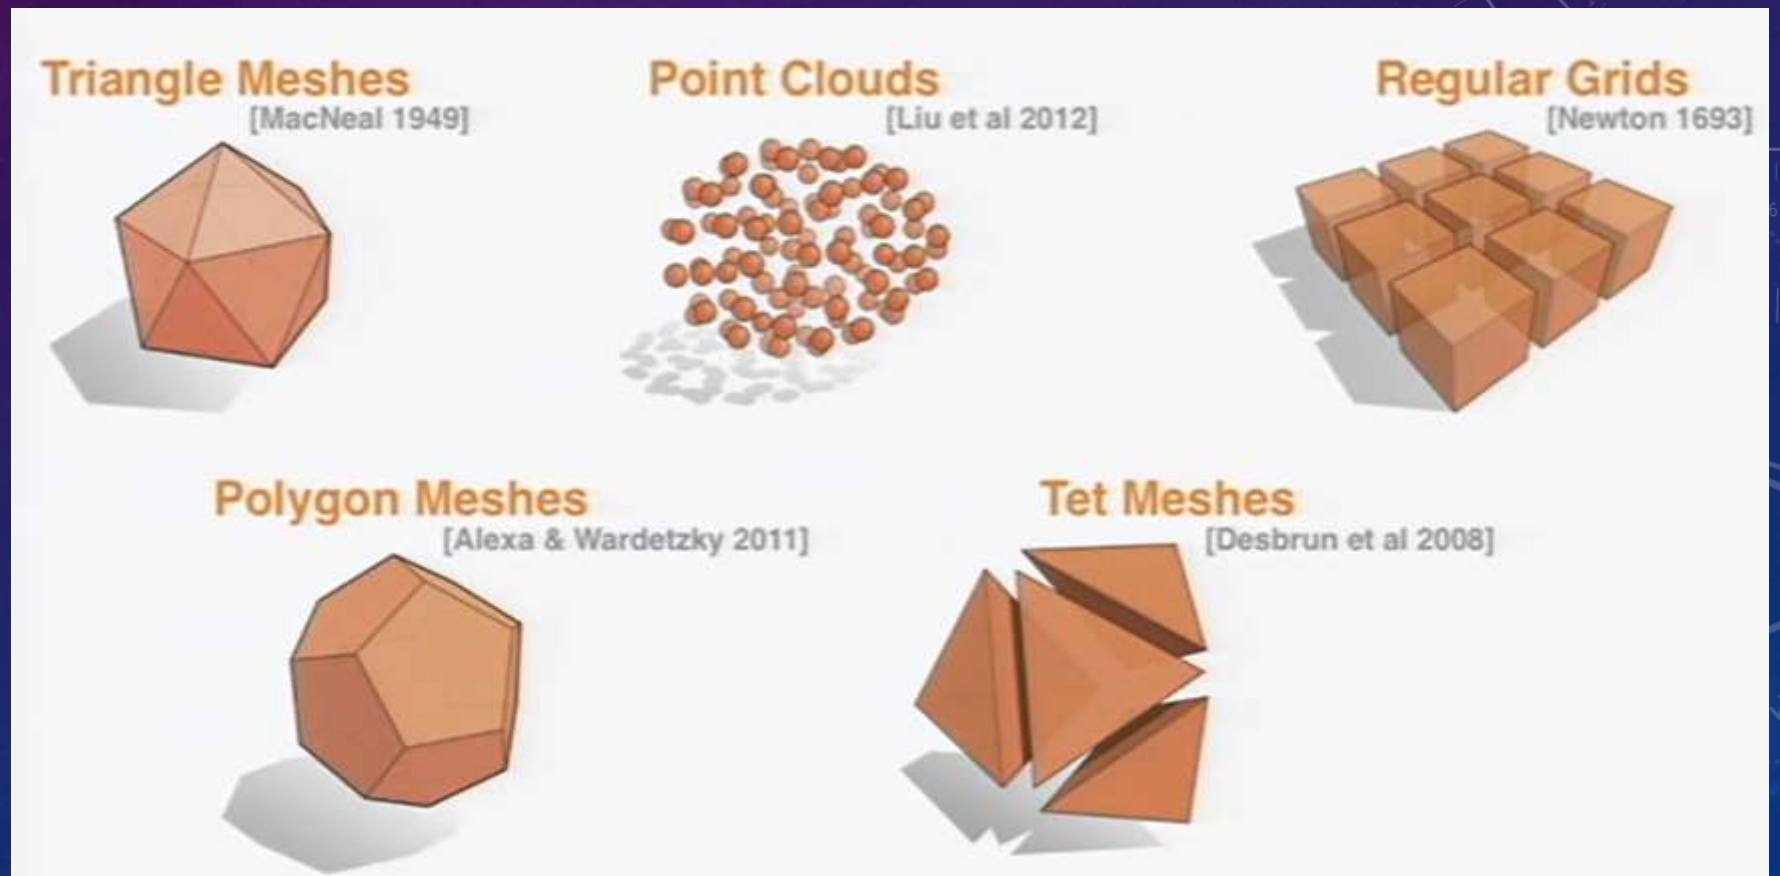 Triangle Meshes
[MacNeal 1949]
Point Clouds
[Liu et al 2012]
Regular Grids
[Newton 1693]
Polygon Meshes
[Alexa & Wardetzky 2011]
Tet Meshes
[Desbrun et al 2008]